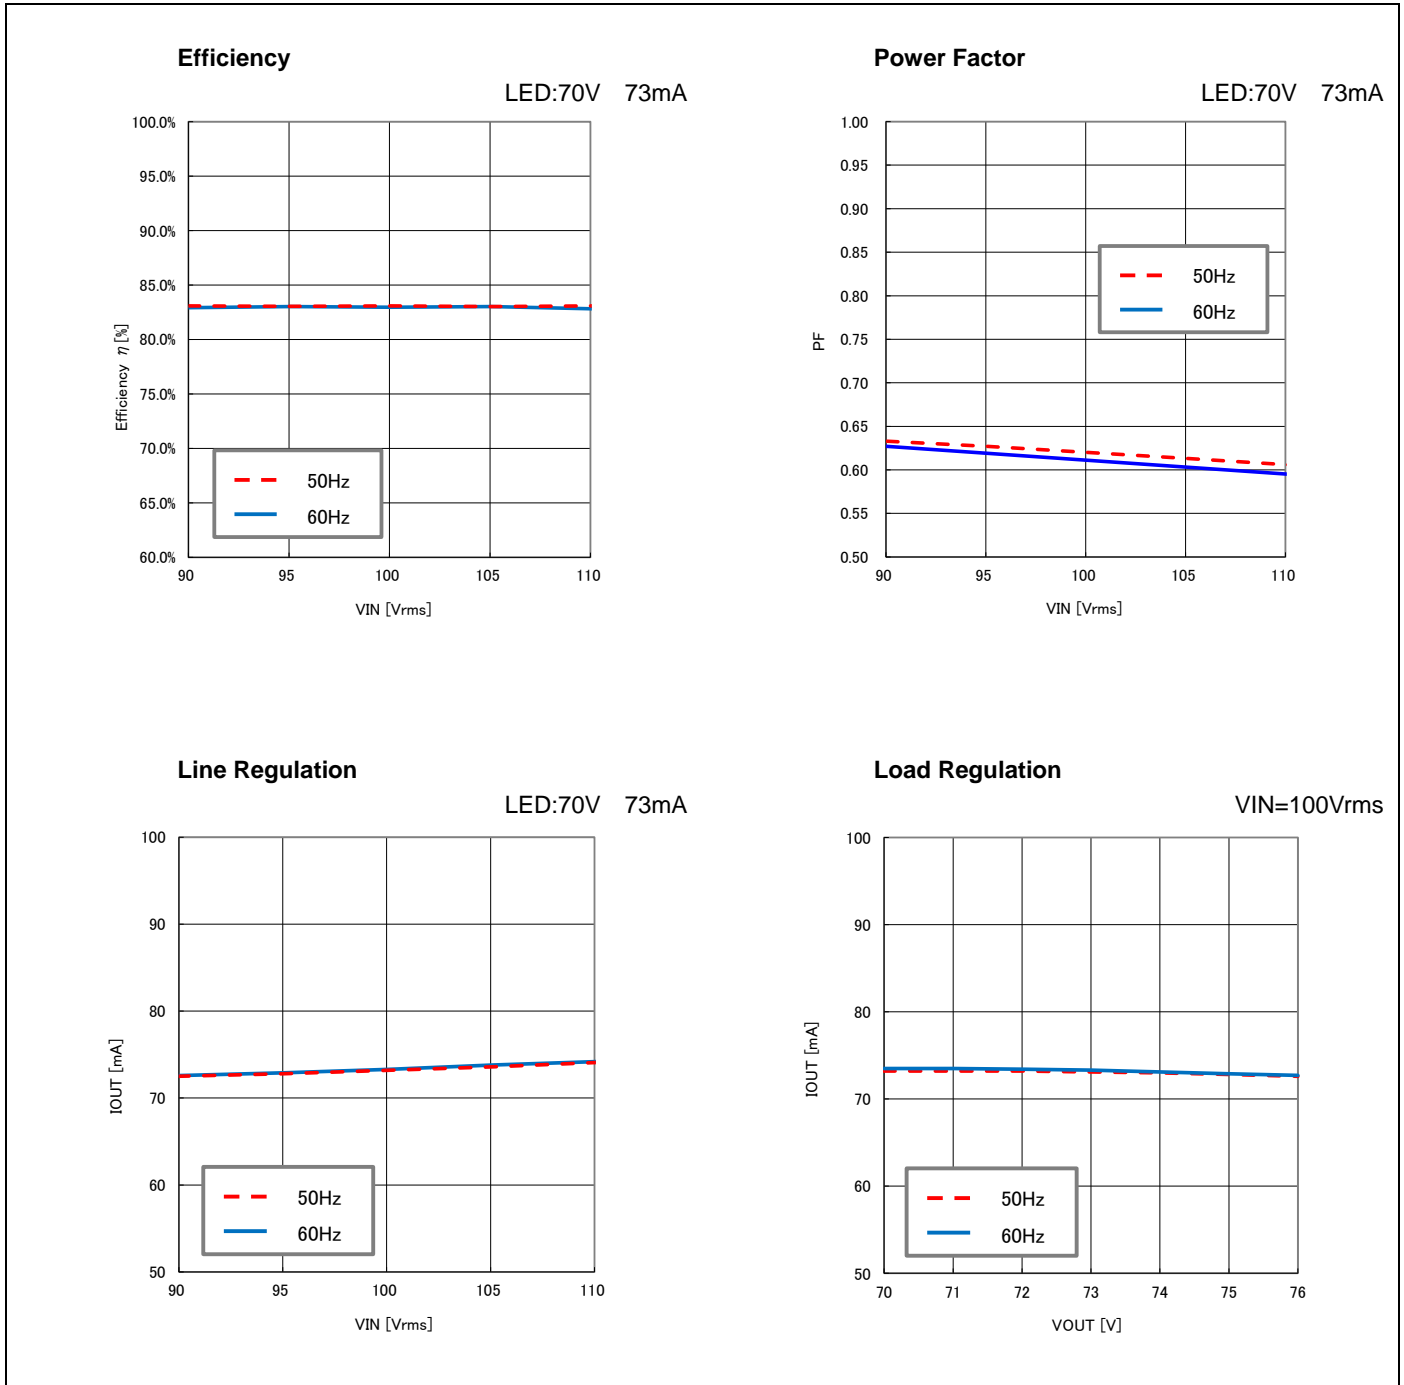 Efficiency
LED:70V 73mA
100.0%
95.0%
90.0%
85.0%
80.0%
75.0%
70.0%
65.0%
60.0%
Efficiency η [%]
50Hz
60Hz
90 95 100 105 110
VIN [Vrms]
Power Factor
LED:70V 73mA
1.00
0.95
0.90
0.85
0.80
0.75
0.70
0.65
0.60
0.55
0.50
PF
50Hz
60Hz
90 95 100 105 110
VIN [Vrms]
Line Regulation
LED:70V 73mA
100
90
80
70
60
50
IOUT [mA]
50Hz
60Hz
90 95 100 105 110
VIN [Vrms]
Load Regulation
VIN=100Vrms
100
90
80
70
60
50
IOUT [mA]
50Hz
60Hz
70 71 72 73 74 75 76
VOUT [V]